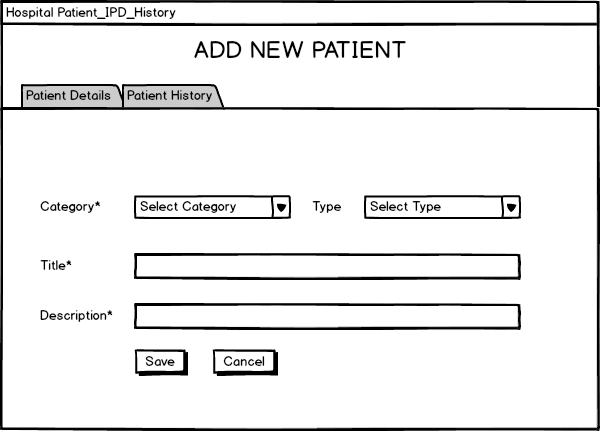 Hospital Patient_IPD_History
ADD NEW PATIENT
Patient Details Patient History
Category* Select Category Type Select Type
Title*
Description*
Save Cancel